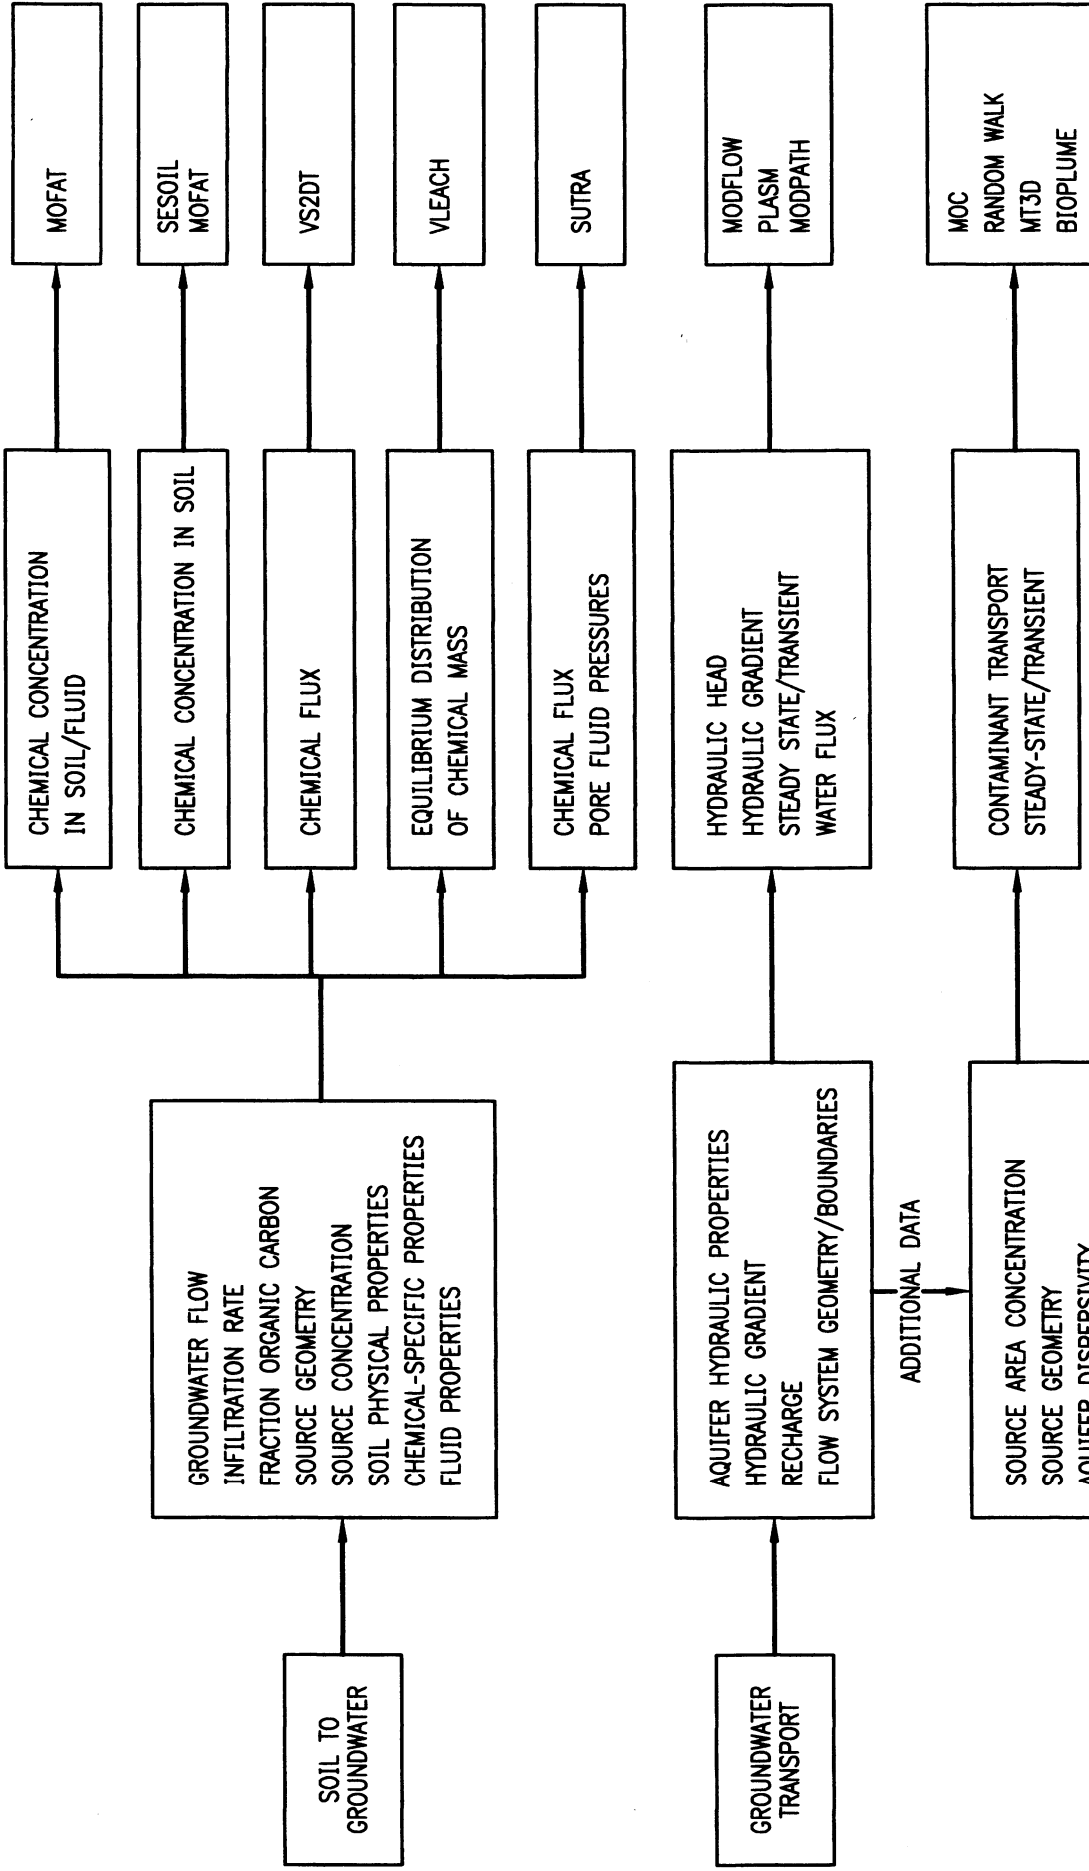 SOIL TO
GROUNDWATER
GROUNDWATER FLOW
INFILTRATION RATE
FRACTION ORGANIC CARBON
SOURCE GEOMETRY
SOURCE CONCENTRATION
SOIL PHYSICAL PROPERTIES
CHEMICAL-SPECIFIC PROPERTIES
FLUID PROPERTIES
CHEMICAL CONCENTRATION
IN SOIL/FLUID
MOFAT
CHEMICAL CONCENTRATION IN SOIL
SESOIL
MOFAT
CHEMICAL FLUX
VS2DT
EQUILIBRIUM DISTRIBUTION
OF CHEMICAL MASS
VLEACH
CHEMICAL FLUX
PORE FLUID PRESSURES
SUTRA
GROUNDWATER
TRANSPORT
AQUIFER HYDRAULIC PROPERTIES
HYDRAULIC GRADIENT
RECHARGE
FLOW SYSTEM GEOMETRY/BOUNDARIES
HYDRAULIC HEAD
HYDRAULIC GRADIENT
STEADY STATE/TRANSIENT
WATER FLUX
MODFLOW
PLASM
MODPATH
ADDITIONAL DATA
SOURCE AREA CONCENTRATION
SOURCE GEOMETRY
AQUIFER DISPERSIVITY
CONTAMINANT TRANSPORT
STEADY-STATE/TRANSIENT
MOC
RANDOM WALK
MT3D
BIOPLUME